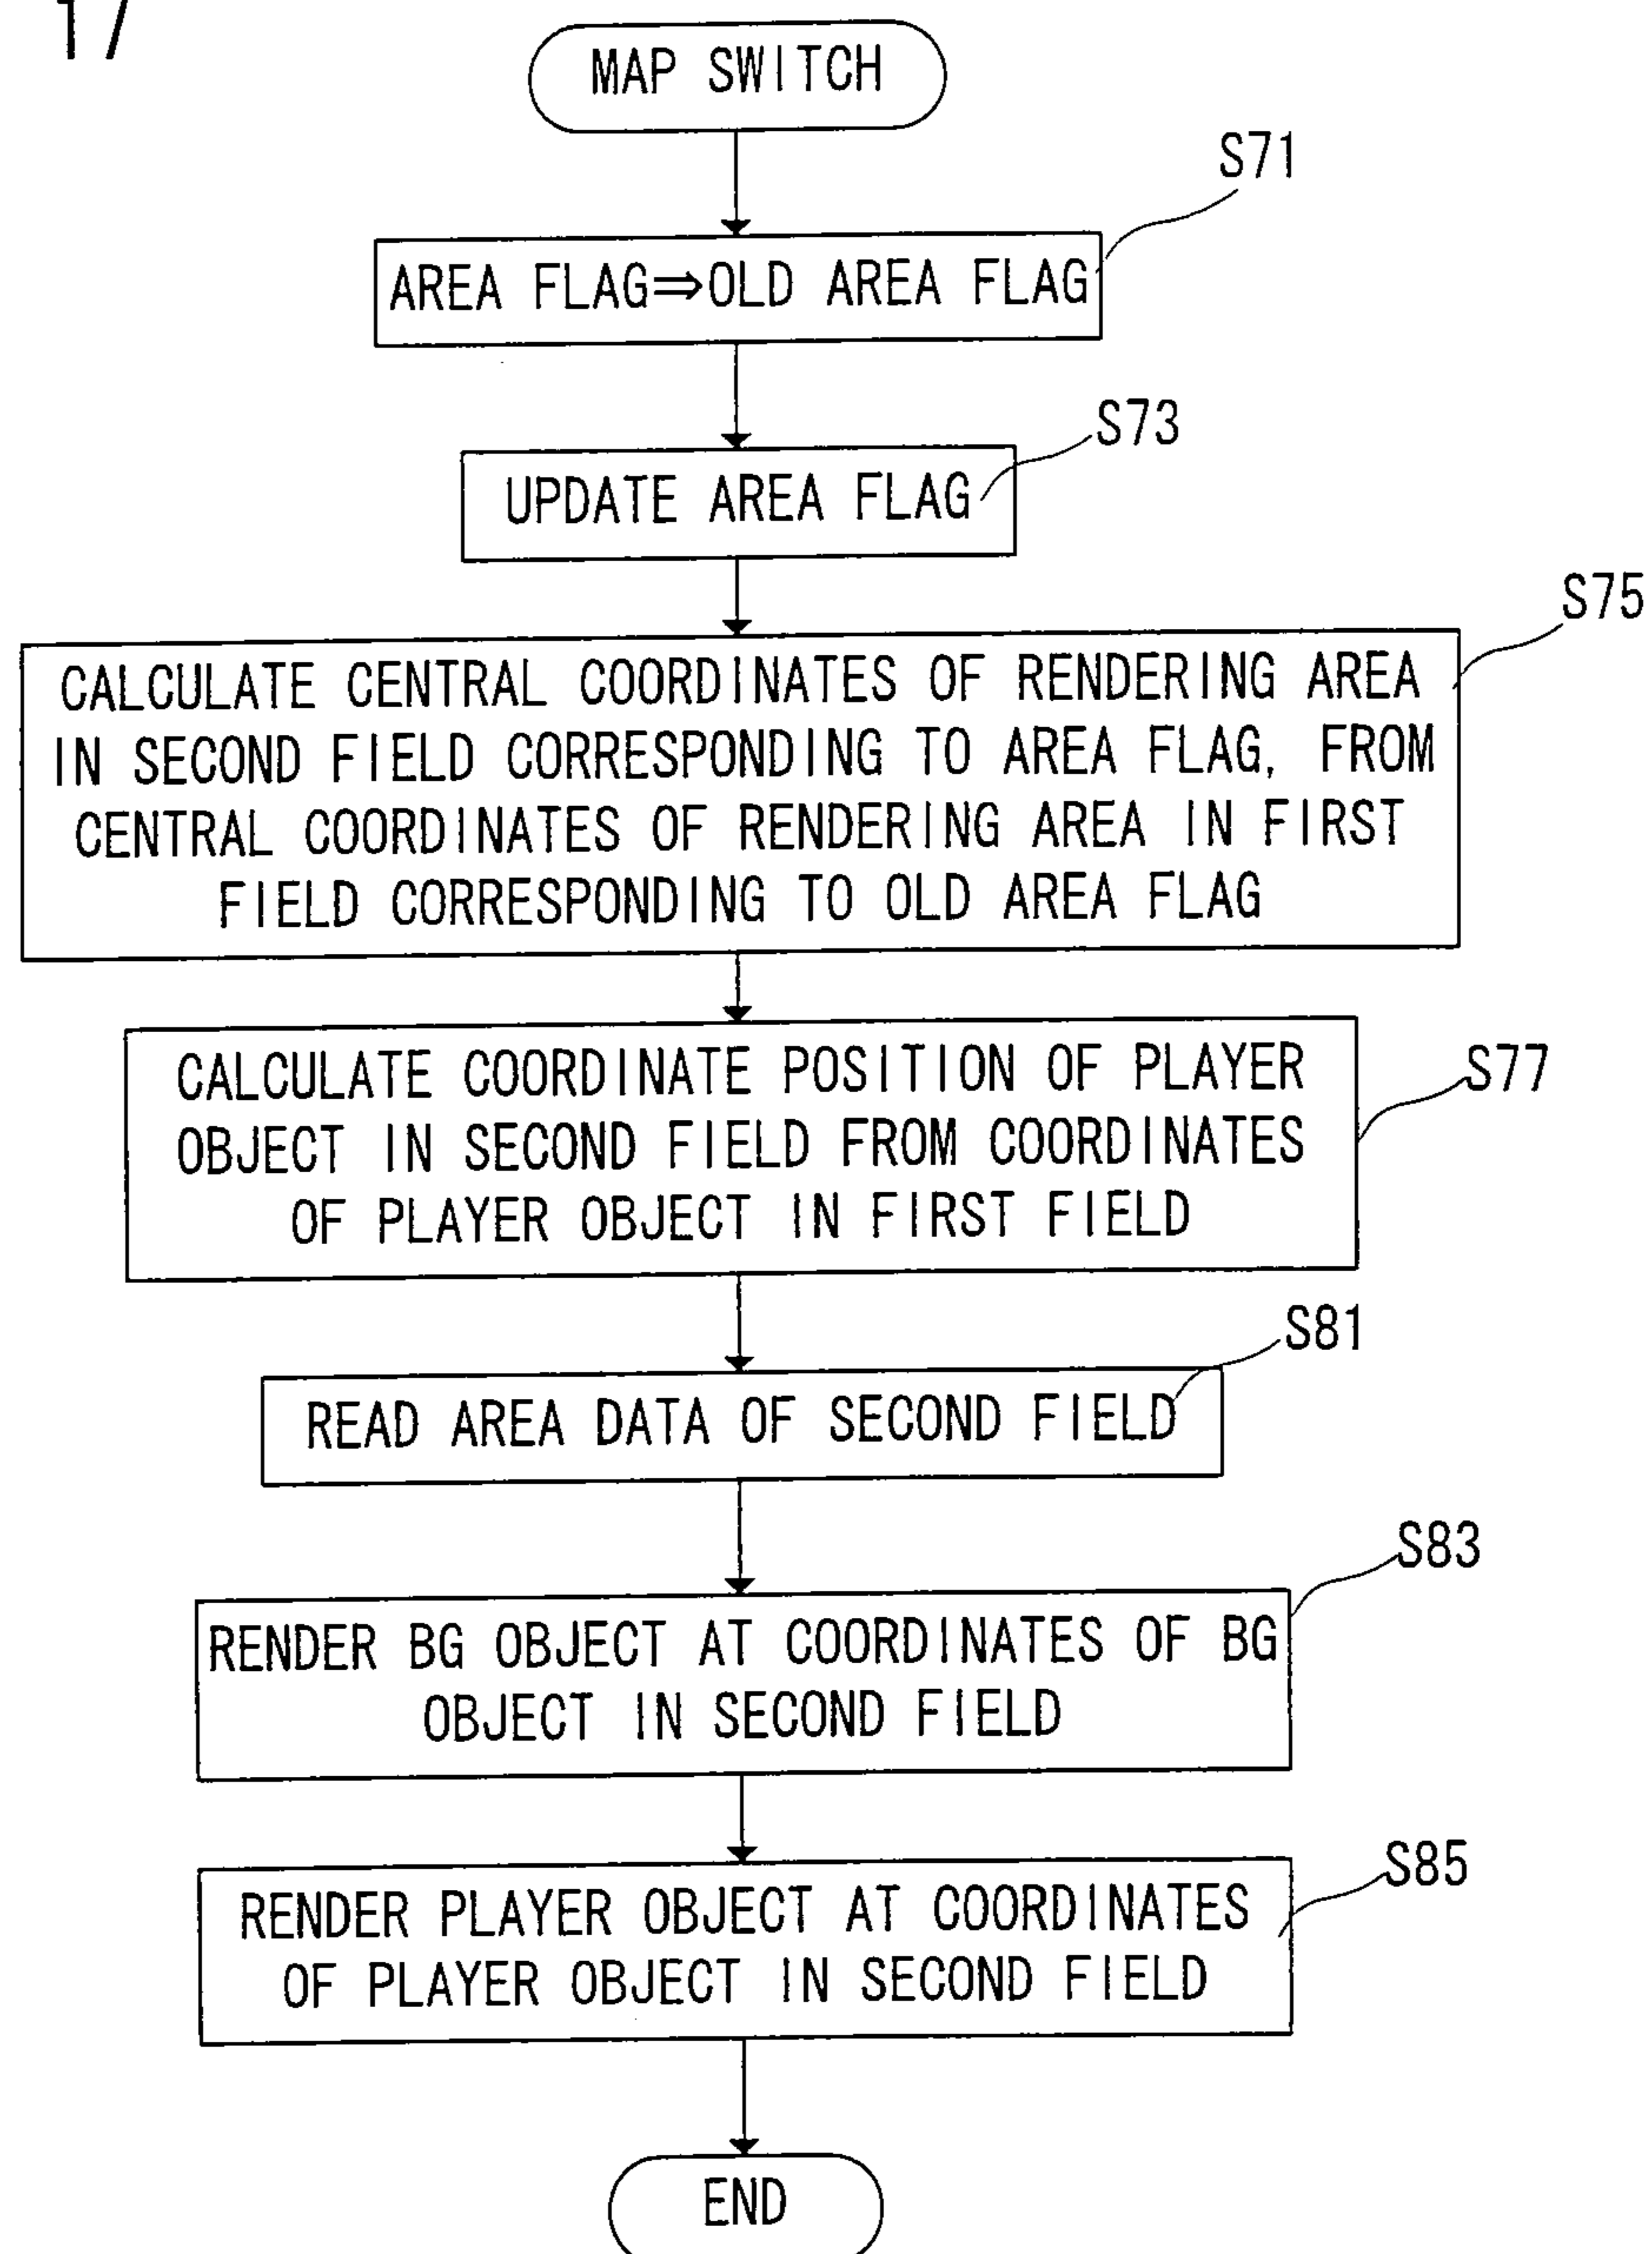 17
MAP SWITCH
S71
AREA FLAG⇒OLD AREA FLAG
S73
UPDATE AREA FLAG
S75
CALCULATE CENTRAL COORDINATES OF RENDERING AREA
IN SECOND FIELD CORRESPONDING TO AREA FLAG, FROM
CENTRAL COORDINATES OF RENDERING AREA IN FIRST
FIELD CORRESPONDING TO OLD AREA FLAG
S77
CALCULATE COORDINATE POSITION OF PLAYER
OBJECT IN SECOND FIELD FROM COORDINATES
OF PLAYER OBJECT IN FIRST FIELD
S81
READ AREA DATA OF SECOND FIELD
S83
RENDER BG OBJECT AT COORDINATES OF BG
OBJECT IN SECOND FIELD
S85
RENDER PLAYER OBJECT AT COORDINATES
OF PLAYER OBJECT IN SECOND FIELD
END